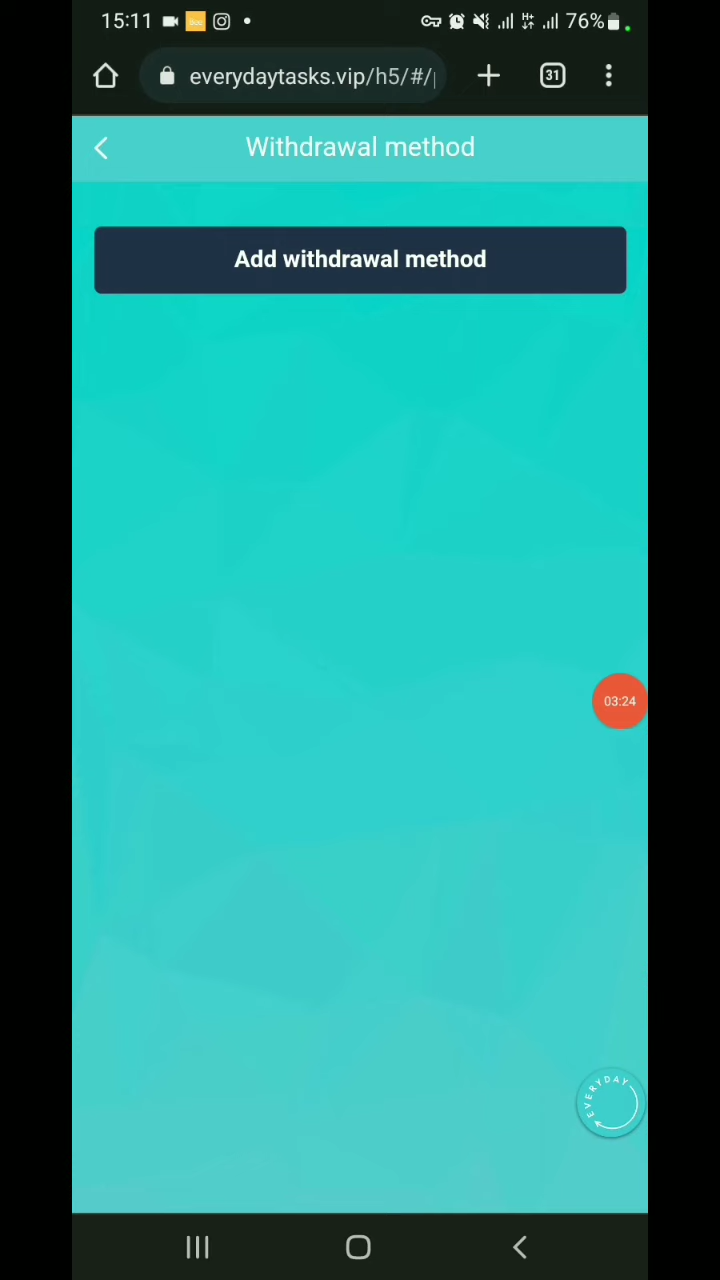 15:11 76%
everydaytasks.vip/h5/#/
31
Withdrawal method
Add withdrawal method
03:24
EVERYDAY